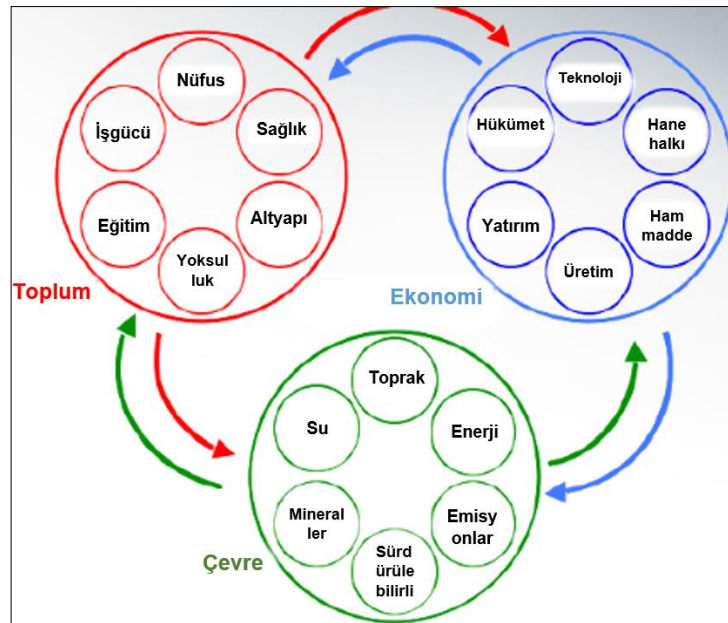 Nüfus
İşgücü
Sağlık
Eğitim
Altyapı
Yoksul
luk
Toplum
Teknoloji
Hükümet
Hane
halkı
Yatırım
Ham
madde
Üretim
Ekonomi
Toprak
Su
Enerji
Mineral
ler
Emisy
onlar
Sürd
ürüle
bilirli
Çevre